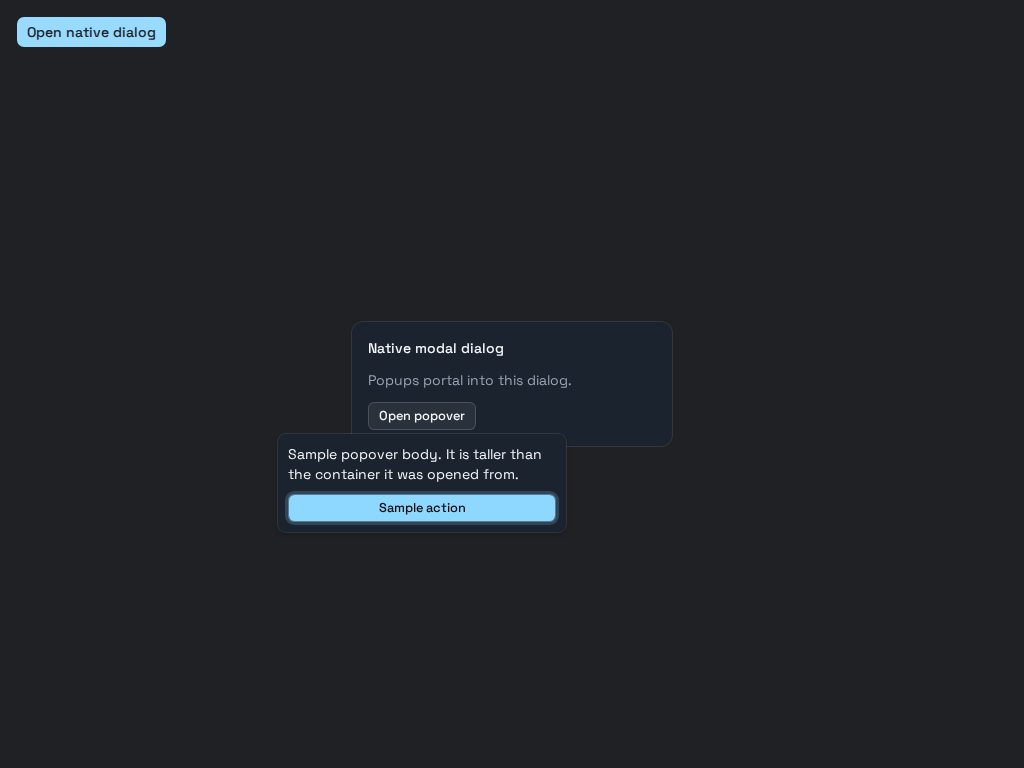 Open native dialog
Native modal dialog
Popups portal into this dialog.
Open popover
Sample popover body. It is taller than
the container it was opened from.
Sample action